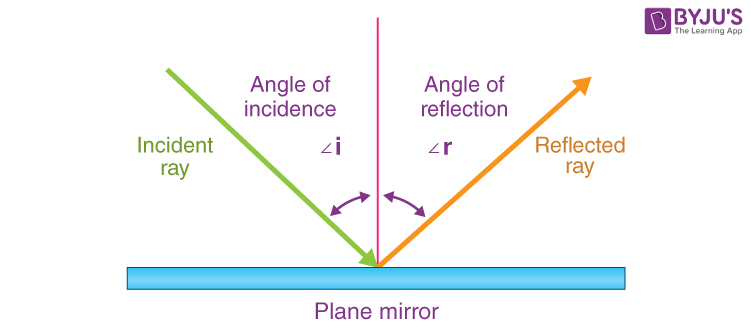 BYJU'S
The Learning App
Angle of
incidence
∠i
Angle of
reflection
∠r
Incident
ray
Reflected
ray
Plane mirror